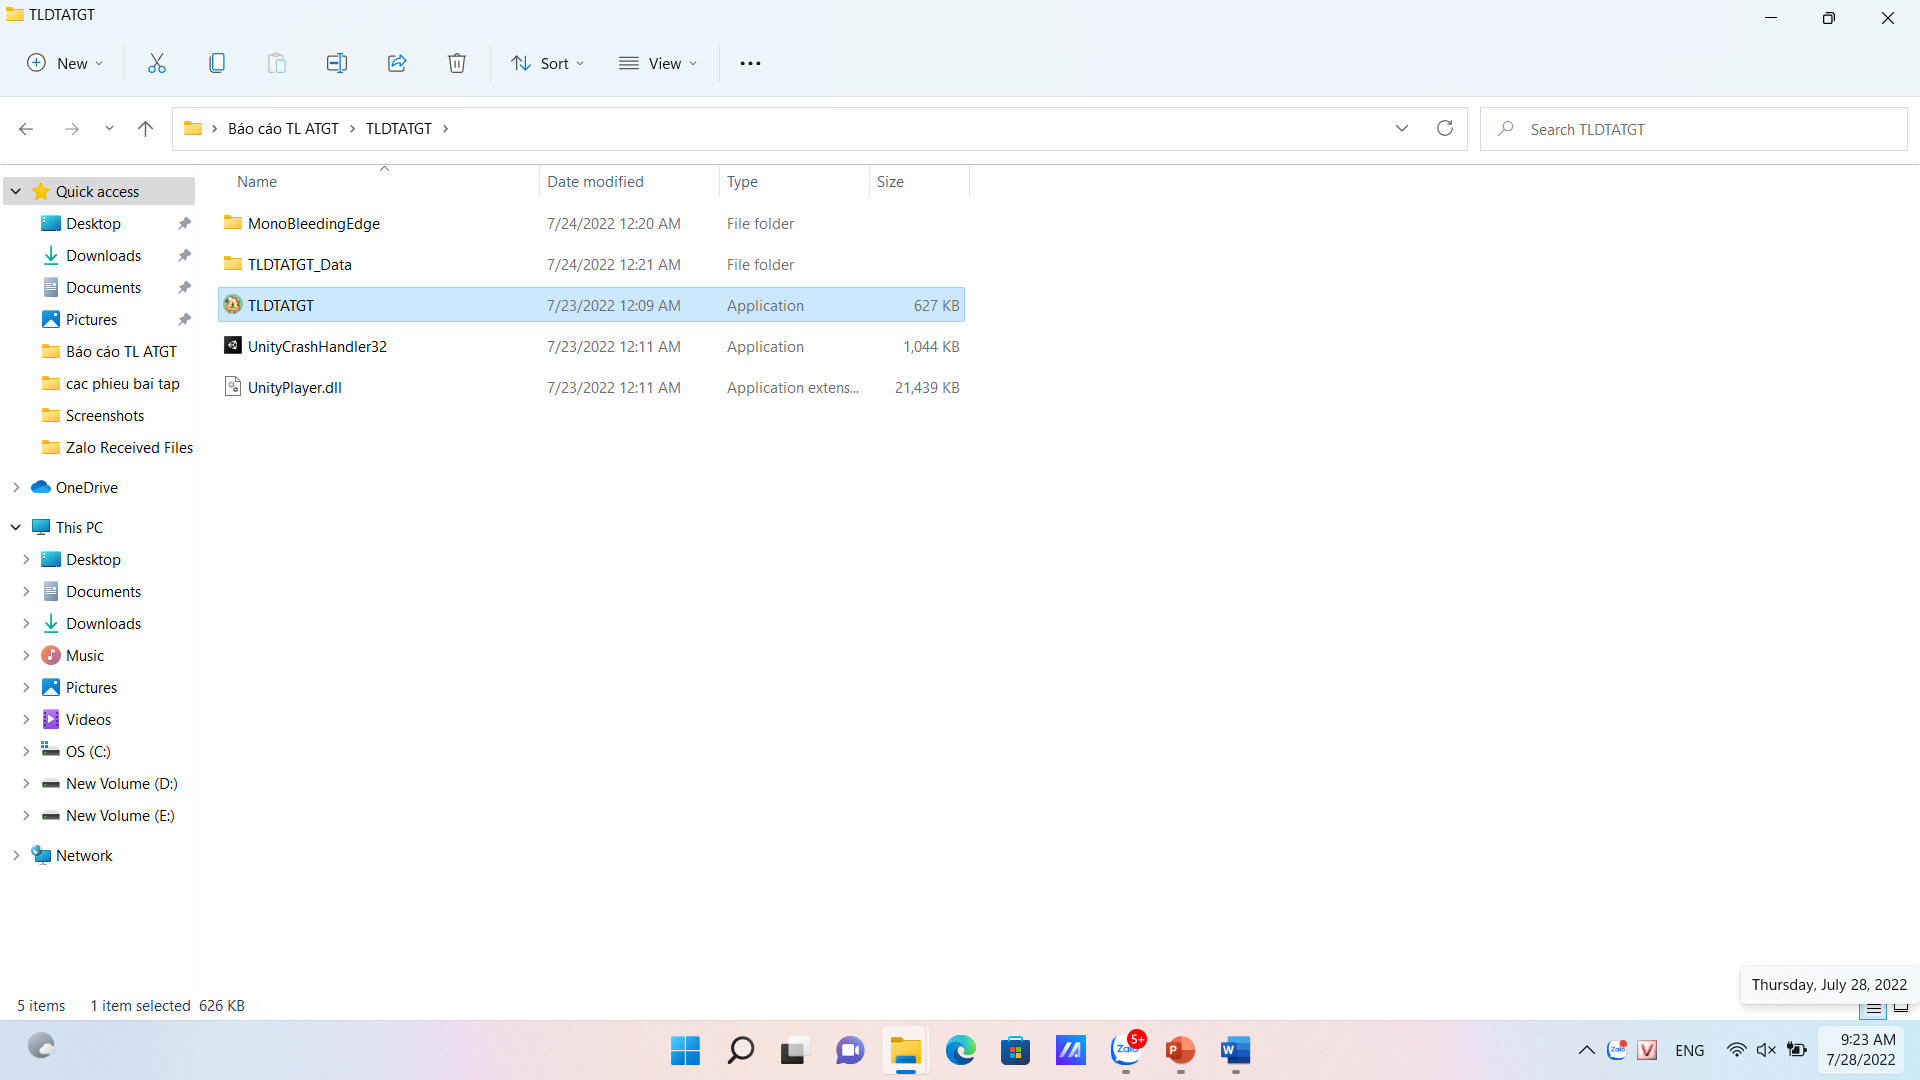 TLDTATGT
New
Sort
View
Báo cáo TL ATGT
TLDTATGT
Search TLDTATGT
Name
Date modified
Type
Size
Quick access
Desktop
Downloads
Documents
Pictures
Báo cáo TL ATGT
cac phieu bai tap
Screenshots
Zalo Received Files
OneDrive
This PC
Desktop
Documents
Downloads
Music
Pictures
Videos
OS (C:)
New Volume (D:)
New Volume (E:)
Network
MonoBleedingEdge 7/24/2022 12:20 AM File folder
TLDTATGT_Data 7/24/2022 12:21 AM File folder
TLDTATGT 7/23/2022 12:09 AM Application 627 KB
UnityCrashHandler32 7/23/2022 12:11 AM Application 1,044 KB
UnityPlayer.dll 7/23/2022 12:11 AM Application extens... 21,439 KB
5 items 1 item selected 626 KB
Thursday, July 28, 2022
Zalo
5+
P
W
Zalo
V
ENG
9:23 AM
7/28/2022